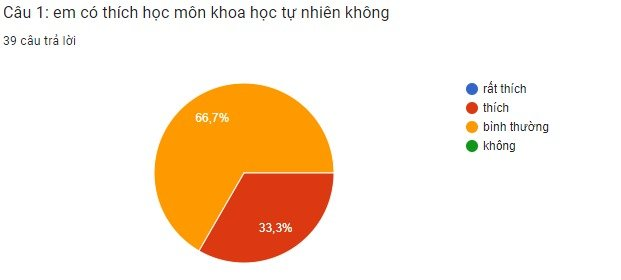 Câu 1: em có thích học môn khoa học tự nhiên không
39 câu trả lời
66,7%
33,3%
rất thích
thích
bình thường
không